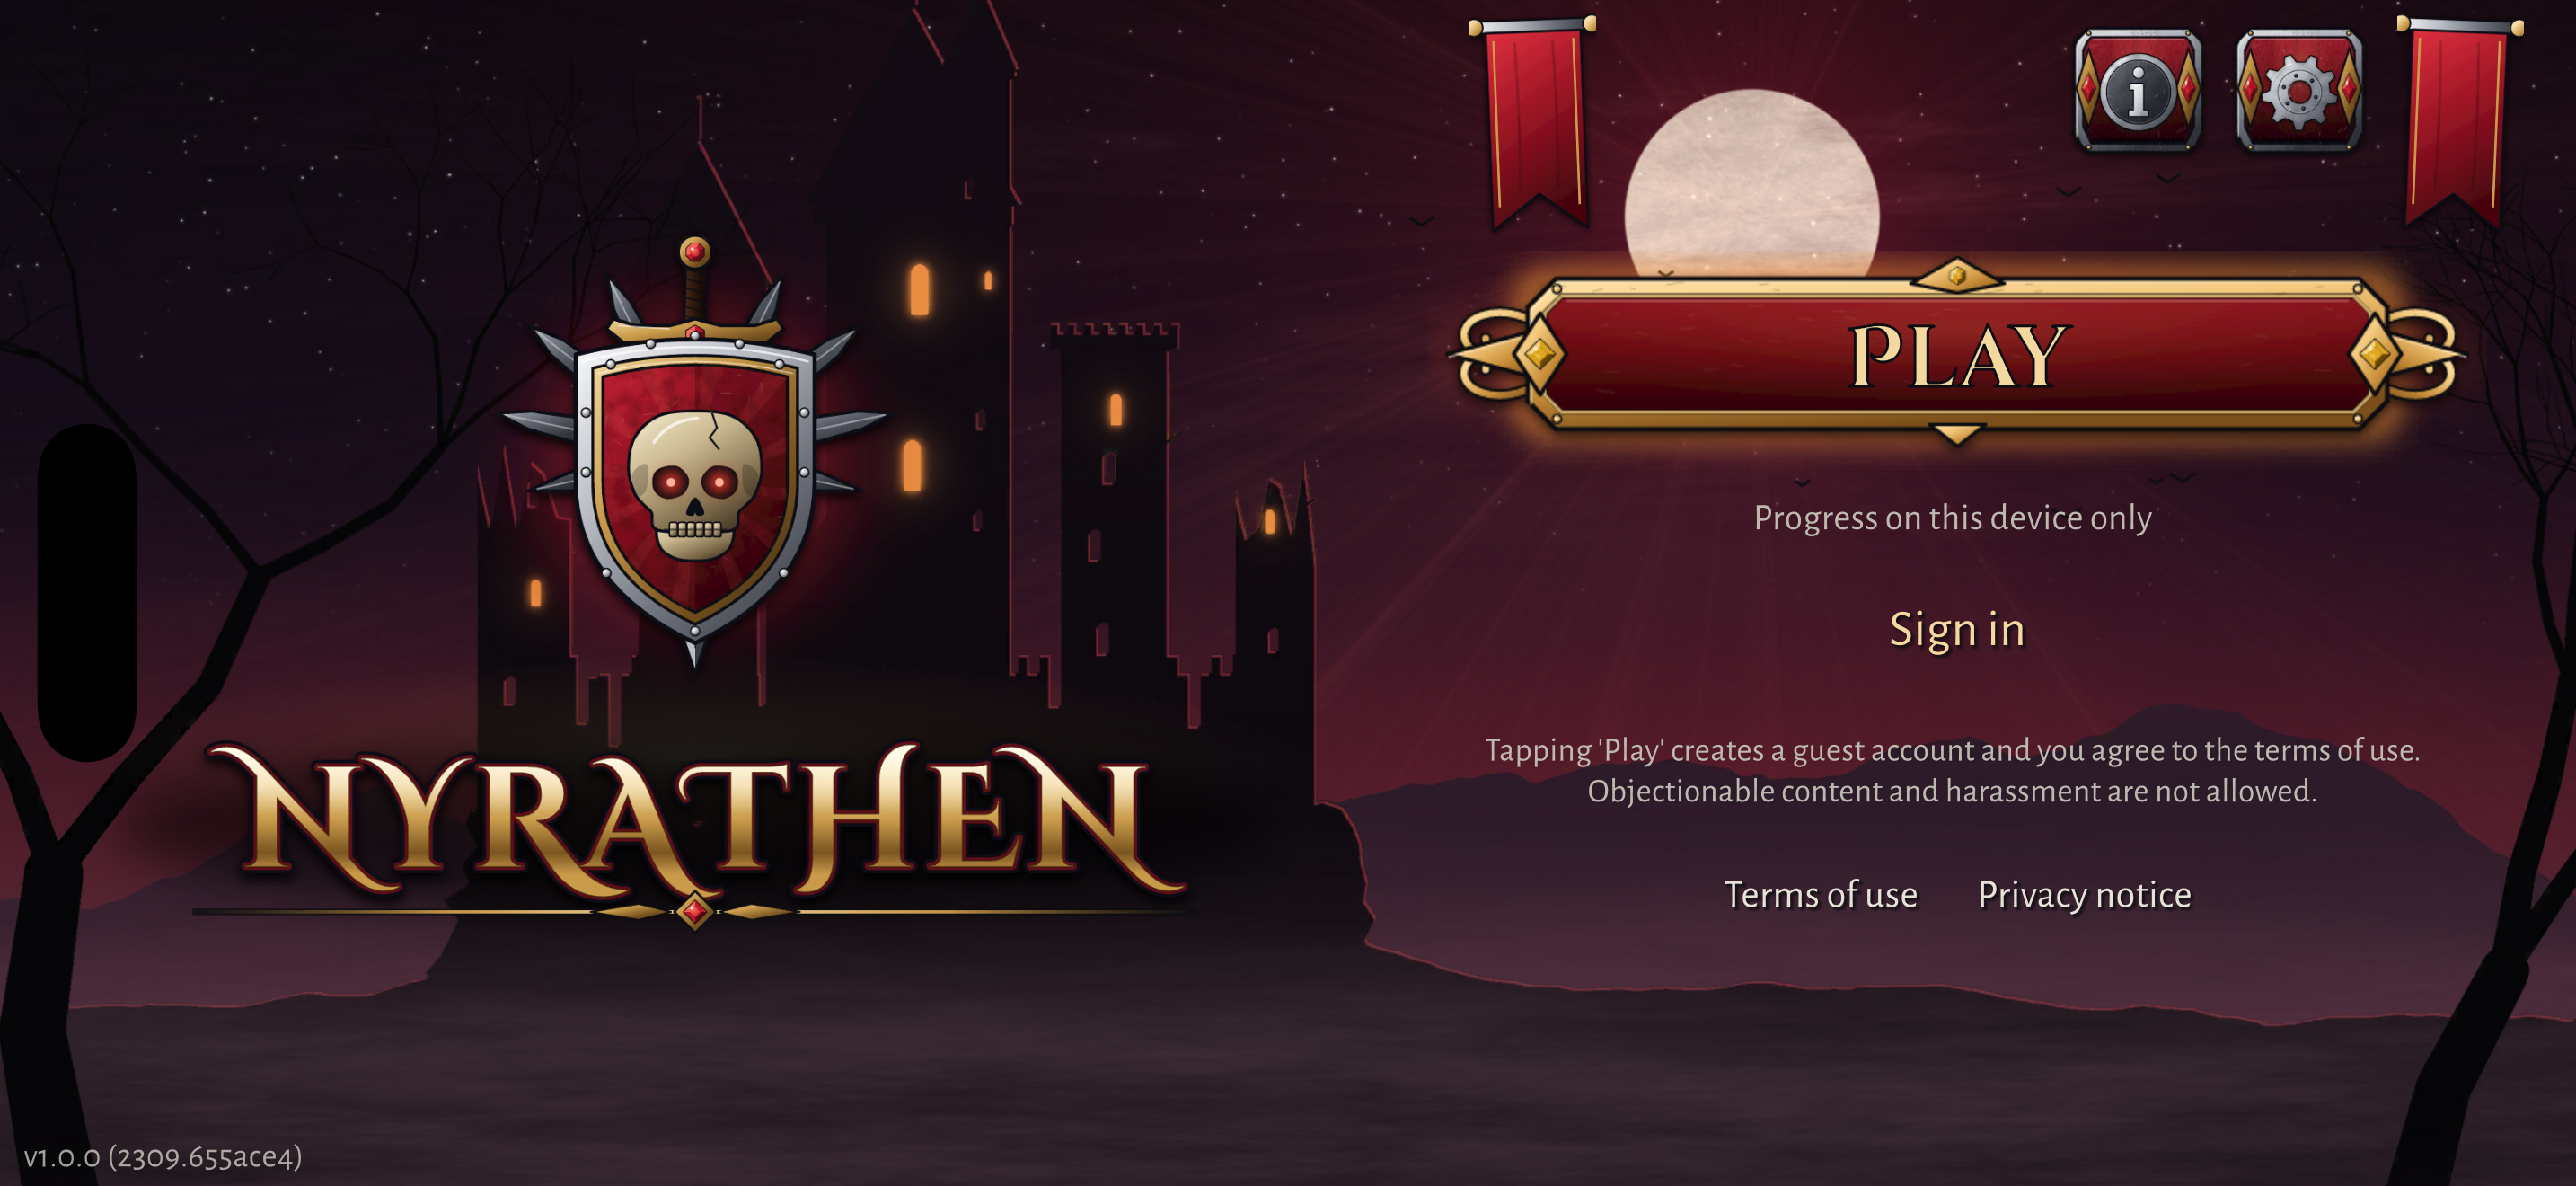 PLAY
Progress on this device only
Sign in
NYRATHEN
Tapping 'Play' creates a guest account and you agree to the terms of use.
Objectionable content and harassment are not allowed.
Terms of use
Privacy notice
v1.0.0 (2309.655ace4)